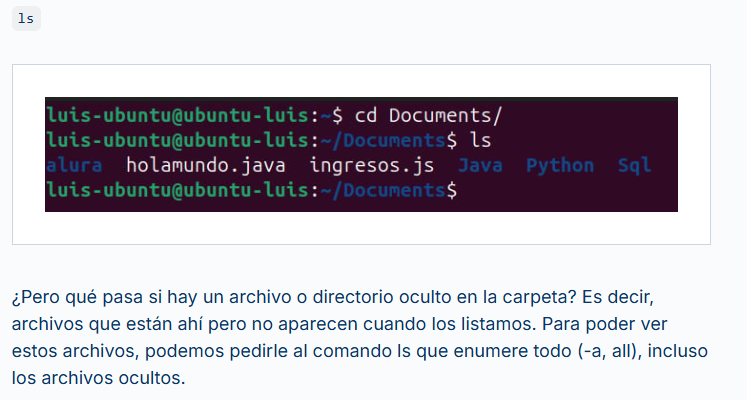 ls
luis-ubuntu@ubuntu-luis:~$ cd Documents/
luis-ubuntu@ubuntu-luis:~/Documents$ ls
alura  holamundo.java  ingresos.js  Java  Python  Sql
luis-ubuntu@ubuntu-luis:~/Documents$
¿Pero qué pasa si hay un archivo o directorio oculto en la carpeta? Es decir,
archivos que están ahí pero no aparecen cuando los listamos. Para poder ver
estos archivos, podemos pedirle al comando ls que enumere todo (-a, all), incluso
los archivos ocultos.